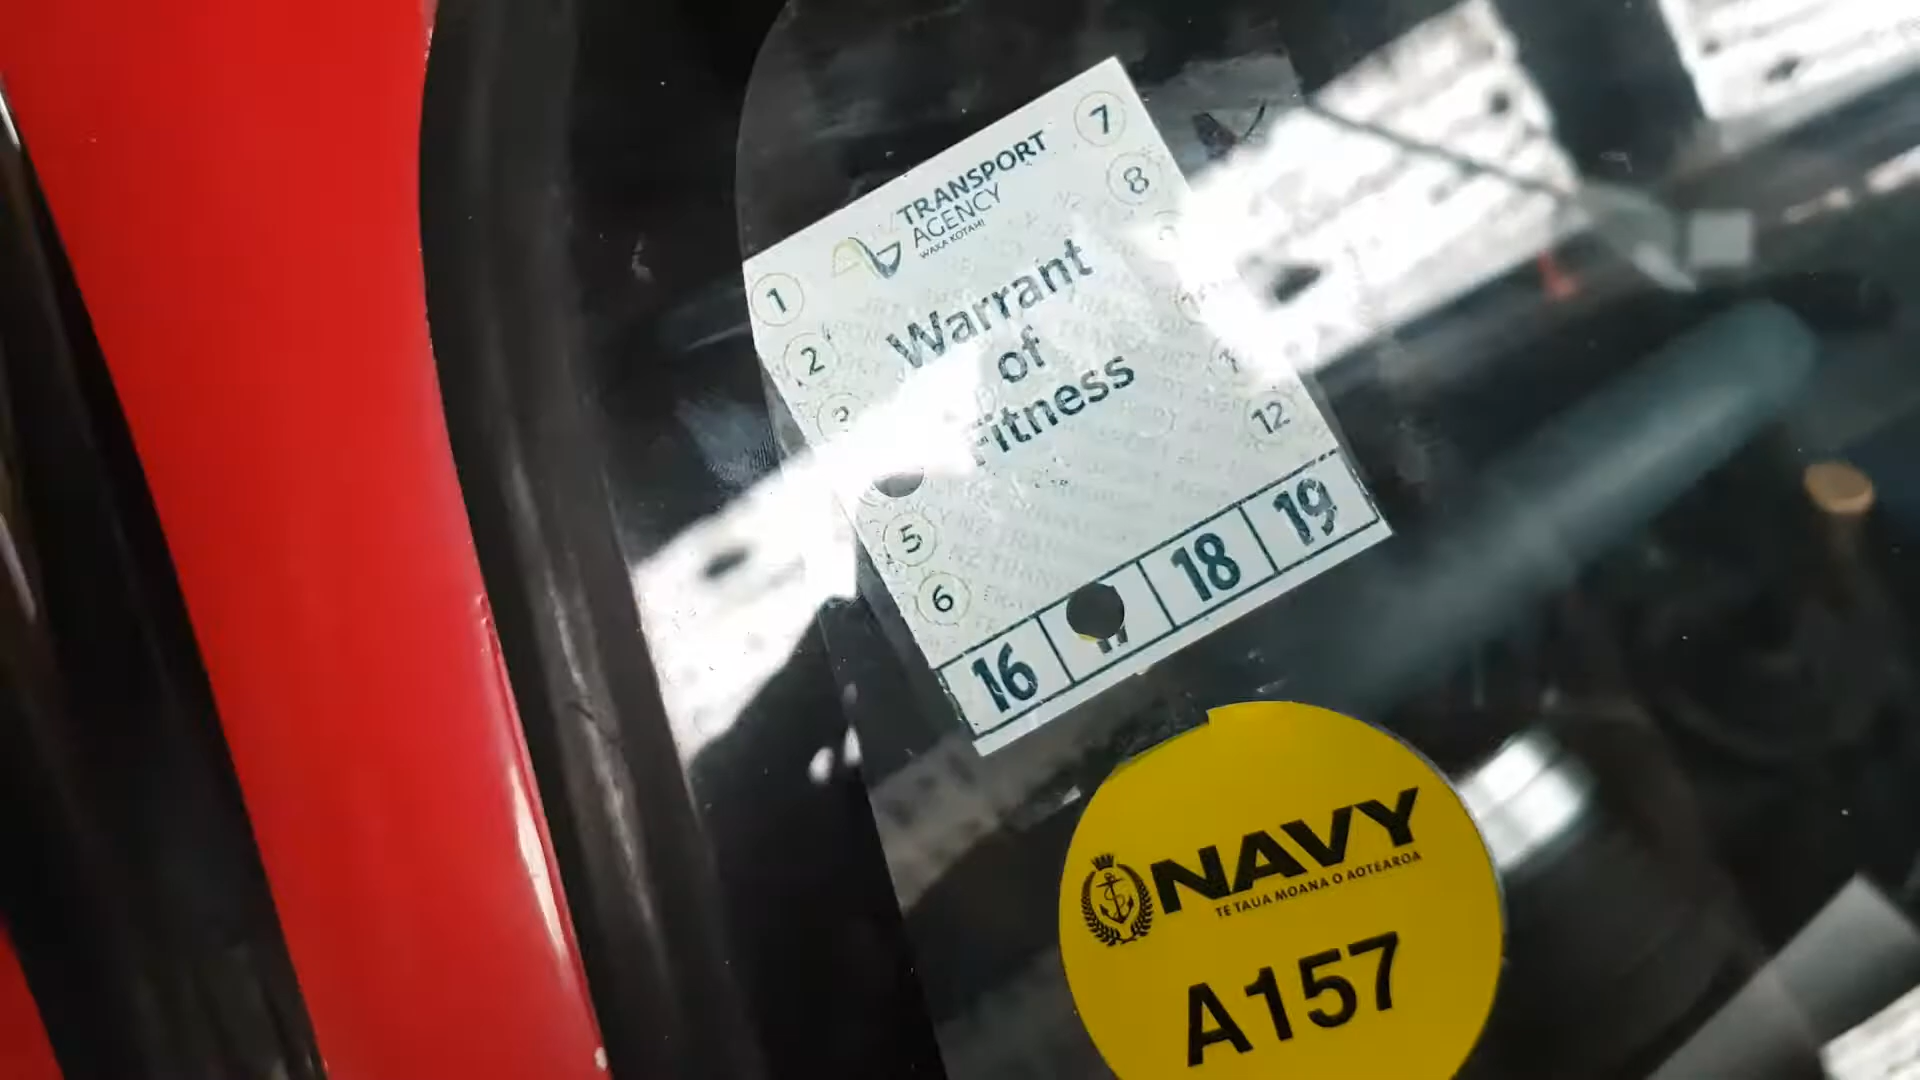 TRANSPORT
AGENCY
WAKA KOTAHI
Warrant
of
Fitness
1
2
3
5
6
7
8
12
16
18
19
NAVY
TE TAUA MOANA O AOTEAROA
A157